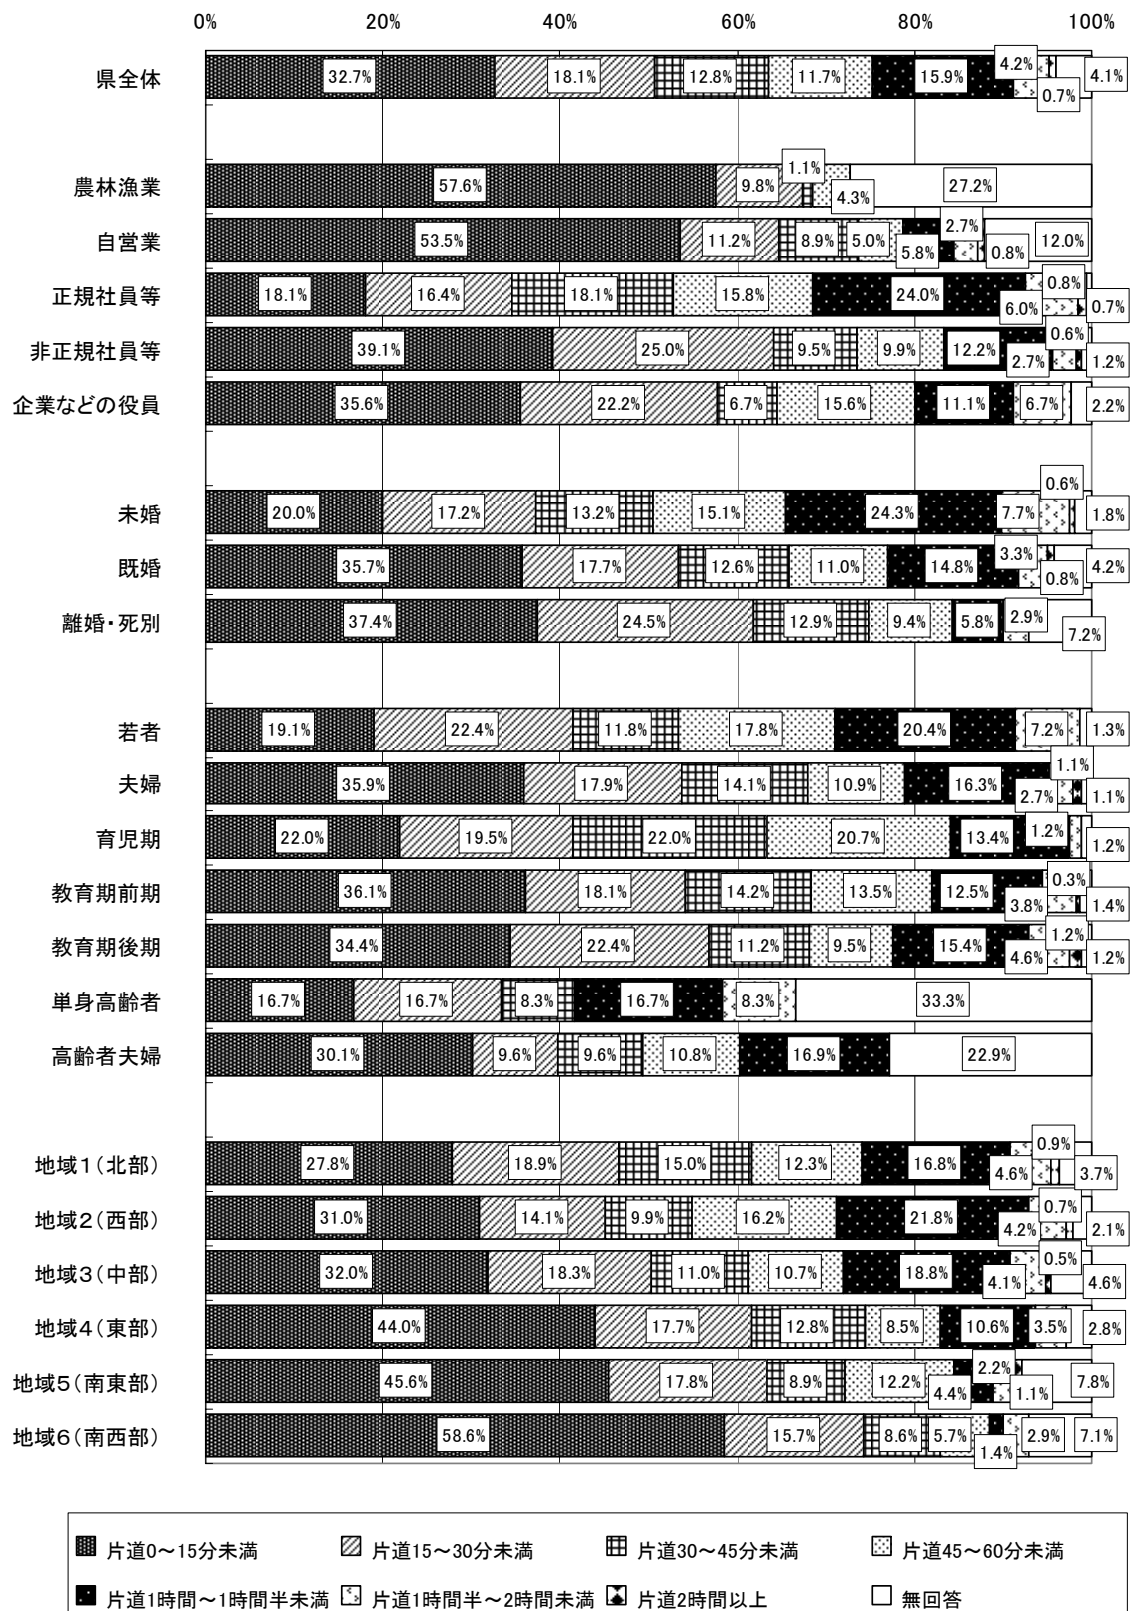 0% 20% 40% 60% 80% 100%
県全体 32.7% 18.1% 12.8% 11.7% 15.9% 4.2% 0.7% 4.1%
農林漁業 57.6% 9.8% 1.1% 4.3% 27.2%
自営業 53.5% 11.2% 8.9% 5.0% 5.8% 2.7% 0.8% 12.0%
正規社員等 18.1% 16.4% 18.1% 15.8% 24.0% 6.0% 0.8% 0.7%
非正規社員等 39.1% 25.0% 9.5% 9.9% 12.2% 2.7% 0.6% 1.2%
企業などの役員 35.6% 22.2% 6.7% 15.6% 11.1% 6.7% 2.2%
未婚 20.0% 17.2% 13.2% 15.1% 24.3% 7.7% 0.6% 1.8%
既婚 35.7% 17.7% 12.6% 11.0% 14.8% 3.3% 0.8% 4.2%
離婚・死別 37.4% 24.5% 12.9% 9.4% 5.8% 2.9% 7.2%
若者 19.1% 22.4% 11.8% 17.8% 20.4% 7.2% 1.3%
夫婦 35.9% 17.9% 14.1% 10.9% 16.3% 2.7% 1.1% 1.1%
育児期 22.0% 19.5% 22.0% 20.7% 13.4% 1.2% 1.2%
教育期前期 36.1% 18.1% 14.2% 13.5% 12.5% 3.8% 0.3% 1.4%
教育期後期 34.4% 22.4% 11.2% 9.5% 15.4% 4.6% 1.2% 1.2%
単身高齢者 16.7% 16.7% 8.3% 16.7% 8.3% 33.3%
高齢者夫婦 30.1% 9.6% 9.6% 10.8% 16.9% 22.9%
地域1（北部） 27.8% 18.9% 15.0% 12.3% 16.8% 4.6% 0.9% 3.7%
地域2（西部） 31.0% 14.1% 9.9% 16.2% 21.8% 4.2% 0.7% 2.1%
地域3（中部） 32.0% 18.3% 11.0% 10.7% 18.8% 4.1% 0.5% 4.6%
地域4（東部） 44.0% 17.7% 12.8% 8.5% 10.6% 3.5% 2.8%
地域5（南東部） 45.6% 17.8% 8.9% 12.2% 4.4% 2.2% 1.1% 7.8%
地域6（南西部） 58.6% 15.7% 8.6% 5.7% 1.4% 2.9% 7.1%
片道0～15分未満 片道15～30分未満 片道30～45分未満 片道45～60分未満
片道1時間～1時間半未満 片道1時間半～2時間未満 片道2時間以上 無回答